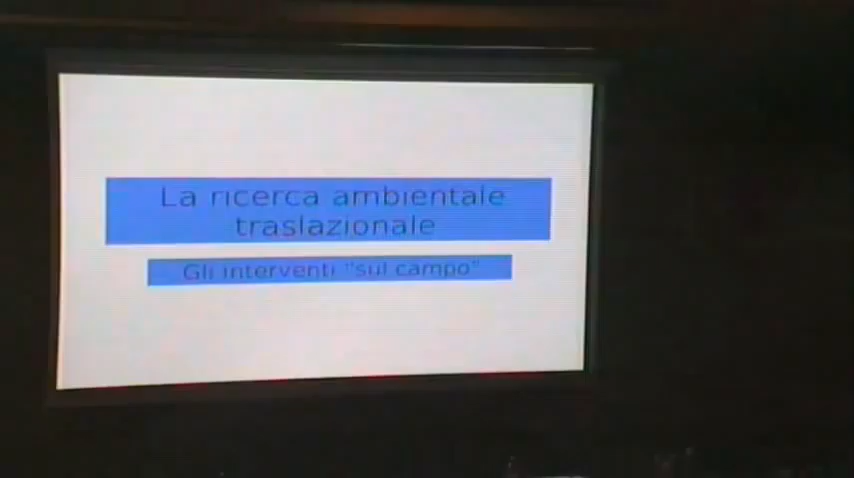 La ricerca ambientale
traslazionale
Gli interventi "sul campo"